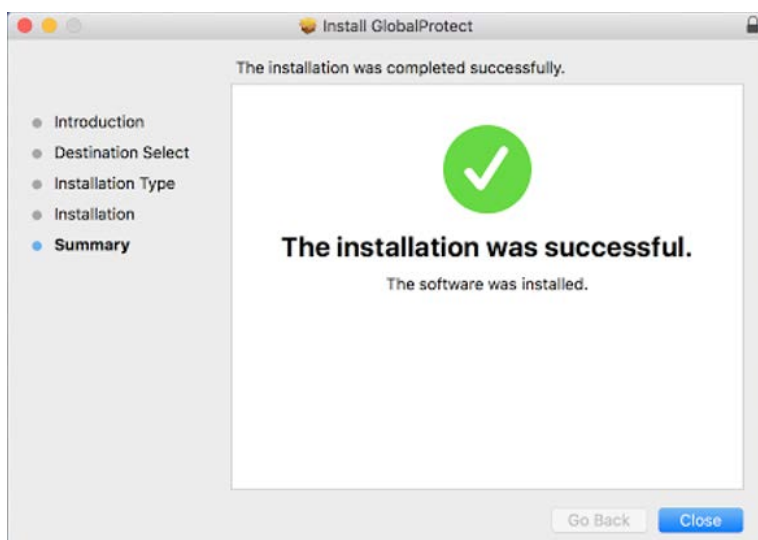 Install GlobalProtect
The installation was completed successfully.
Introduction
Destination Select
Installation Type
Installation
Summary
The installation was successful.
The software was installed.
Go Back
Close